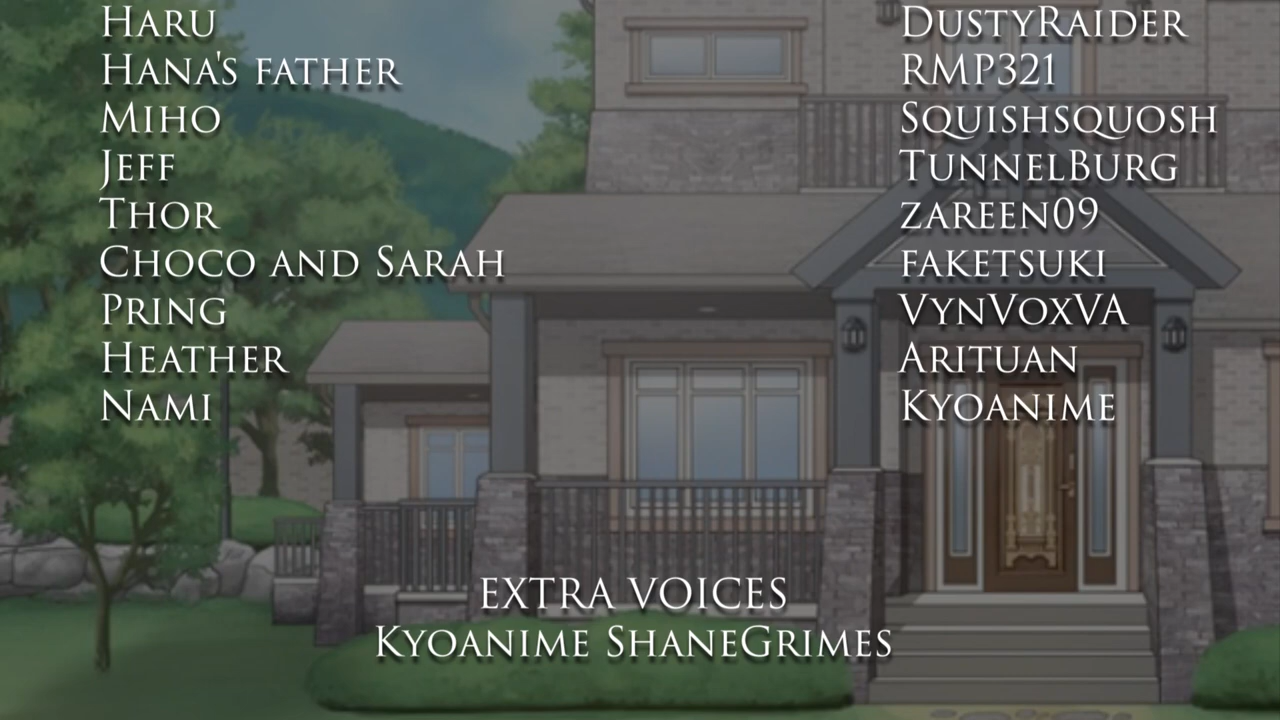 Haru DustyRaider
Hana's father RMP321
Miho Squishsquosh
Jeff TunnelBurg
Thor zareen09
Choco and Sarah faketsuki
Pring VynVoxVA
Heather Arituan
Nami Kyoanime
extra voices
Kyoanime ShaneGrimes